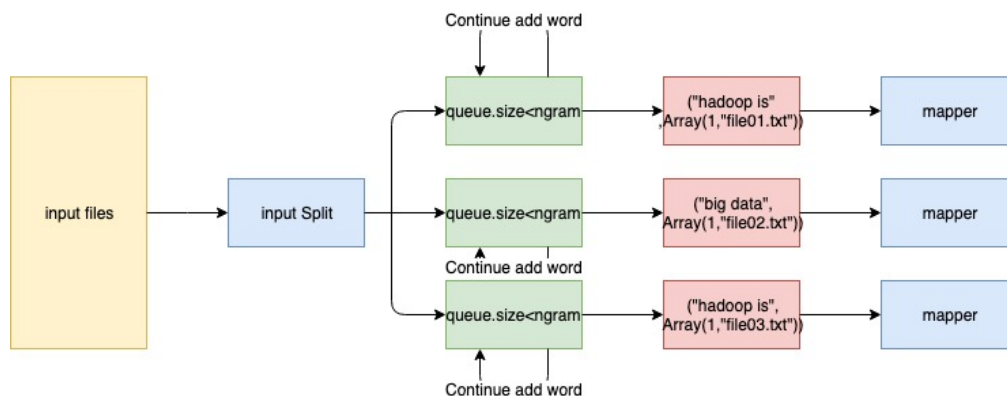 Continue add word
input files
input Split
queue.size<ngram
("hadoop is"
,Array(1,"file01.txt"))
mapper
queue.size<ngram
Continue add word
("big data",
Array(1,"file02.txt"))
mapper
queue.size<ngram
Continue add word
("hadoop is",
Array(1,"file03.txt"))
mapper